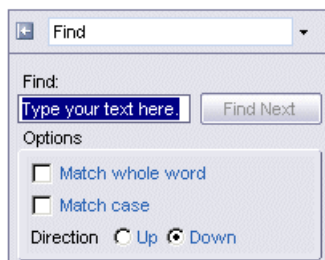 Find
Find:
Type your text here. Find Next
Options
Match whole word
Match case
Direction Up Down